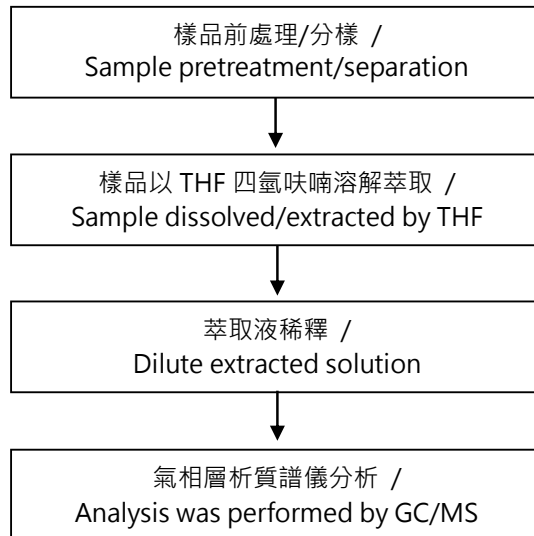 樣品前處理/分樣 /
Sample pretreatment/separation
樣品以 THF 四氫呋喃溶解萃取 /
Sample dissolved/extracted by THF
萃取液稀釋 /
Dilute extracted solution
氣相層析質譜儀分析 /
Analysis was performed by GC/MS